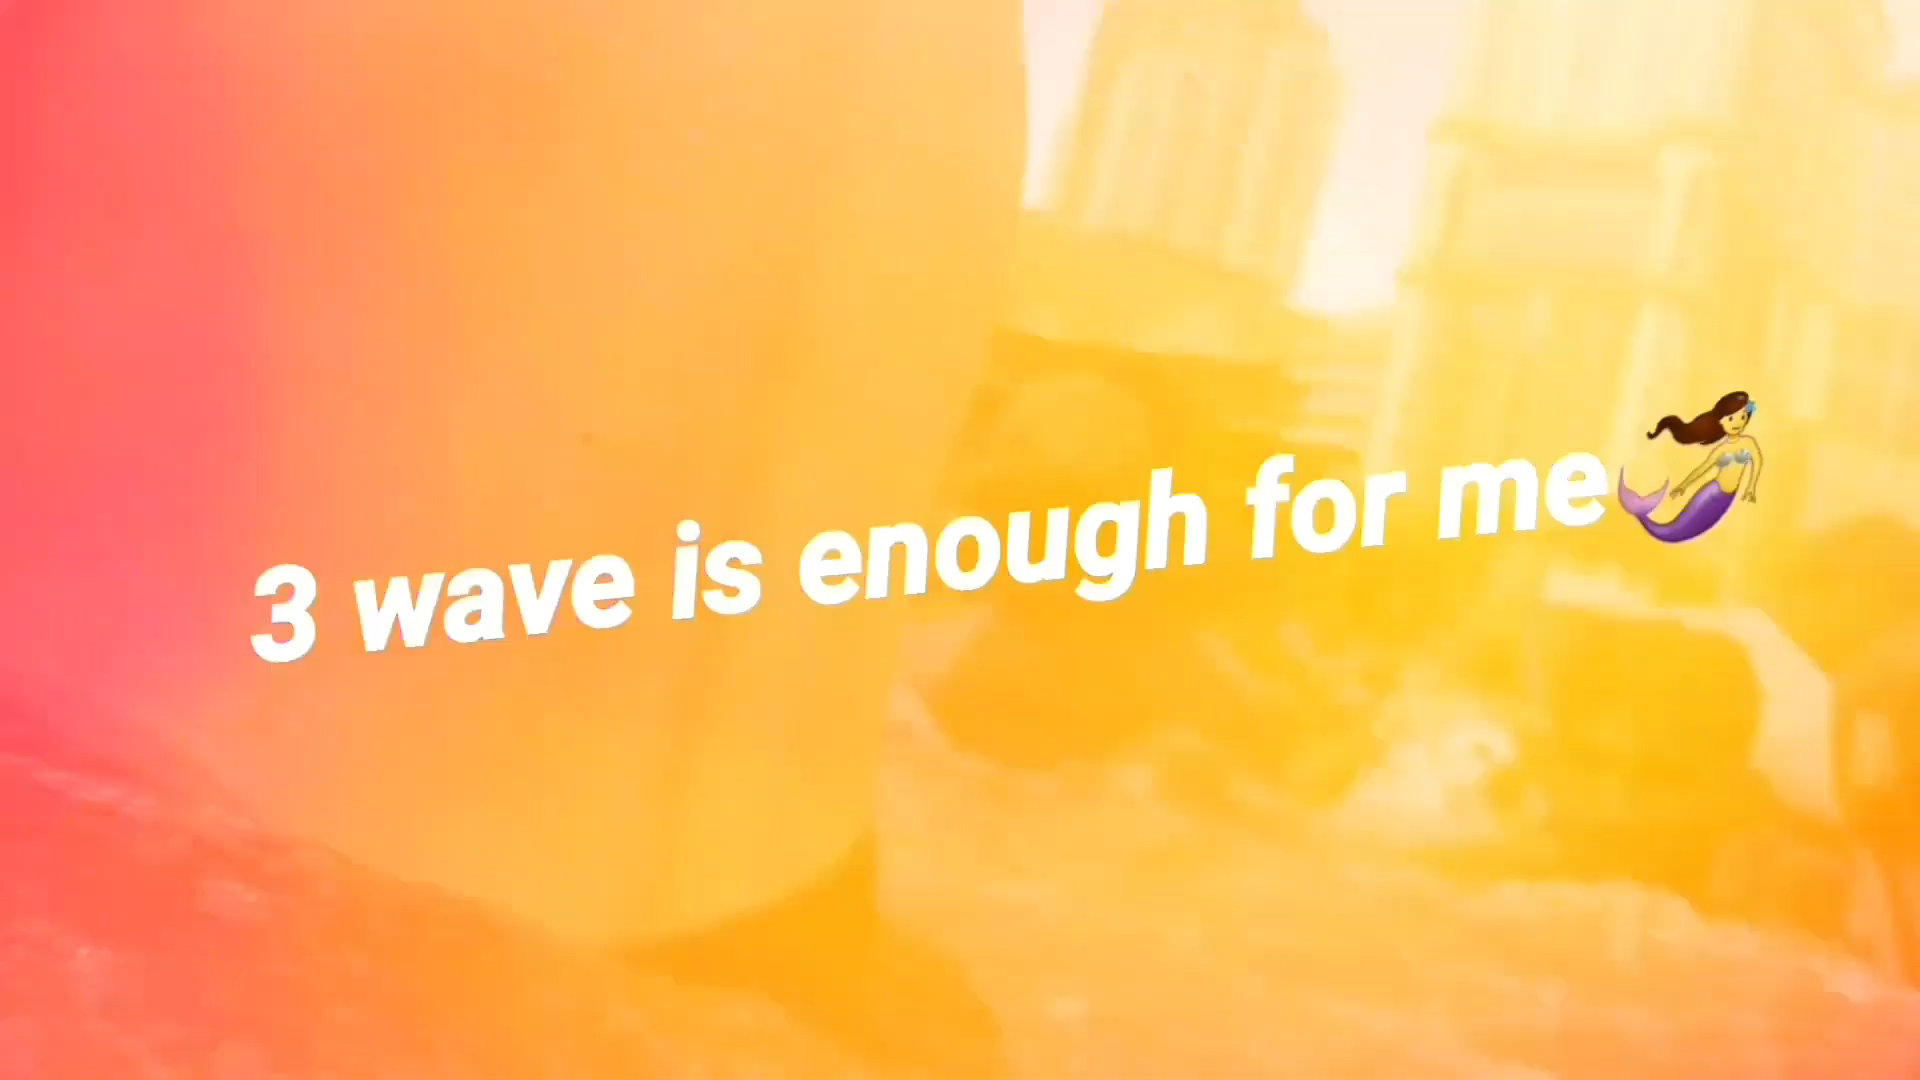 3 wave is enough for me🧜‍♀️